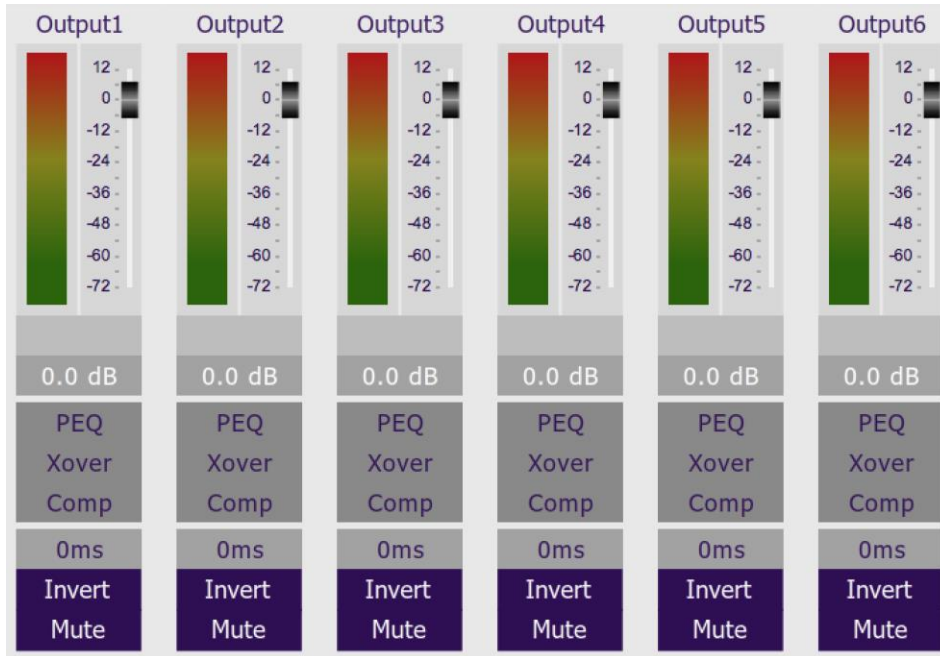 Output1 Output2 Output3 Output4 Output5 Output6
12 12 12 12 12 12
0 0 0 0 0 0
-12 -12 -12 -12 -12 -12
-24 -24 -24 -24 -24 -24
-36 -36 -36 -36 -36 -36
-48 -48 -48 -48 -48 -48
-60 -60 -60 -60 -60 -60
-72 -72 -72 -72 -72 -72
0.0 dB 0.0 dB 0.0 dB 0.0 dB 0.0 dB 0.0 dB
PEQ PEQ PEQ PEQ PEQ PEQ
Xover Xover Xover Xover Xover Xover
Comp Comp Comp Comp Comp Comp
0ms 0ms 0ms 0ms 0ms 0ms
Invert Invert Invert Invert Invert Invert
Mute Mute Mute Mute Mute Mute